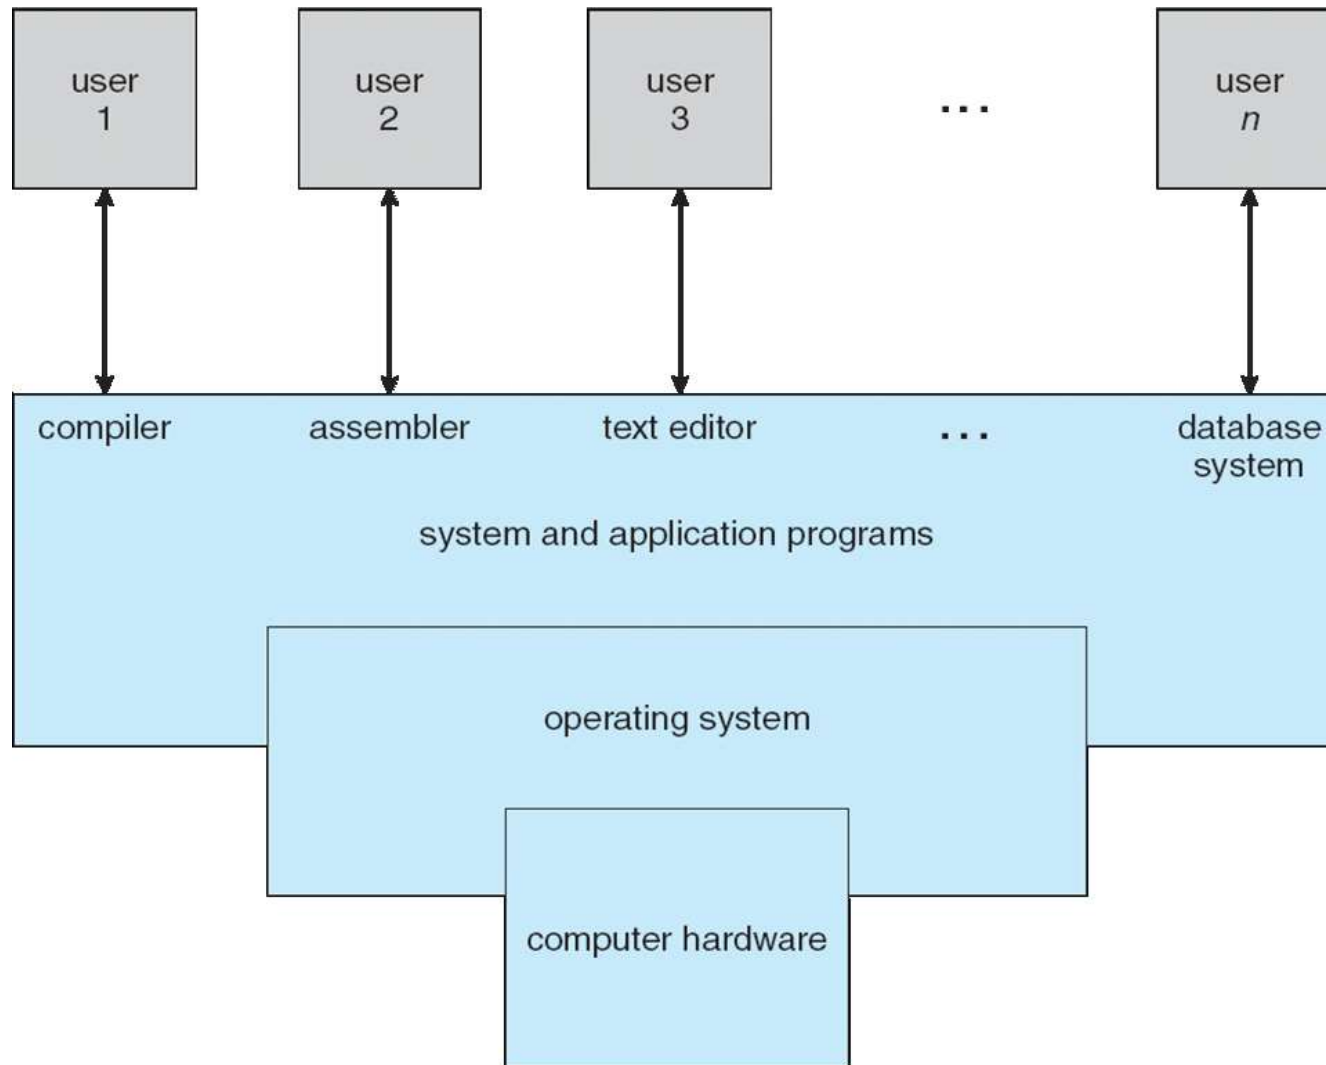 user
1
user
2
user
3
...
user
n
compiler
assembler
text editor
...
database
system
system and application programs
operating system
computer hardware